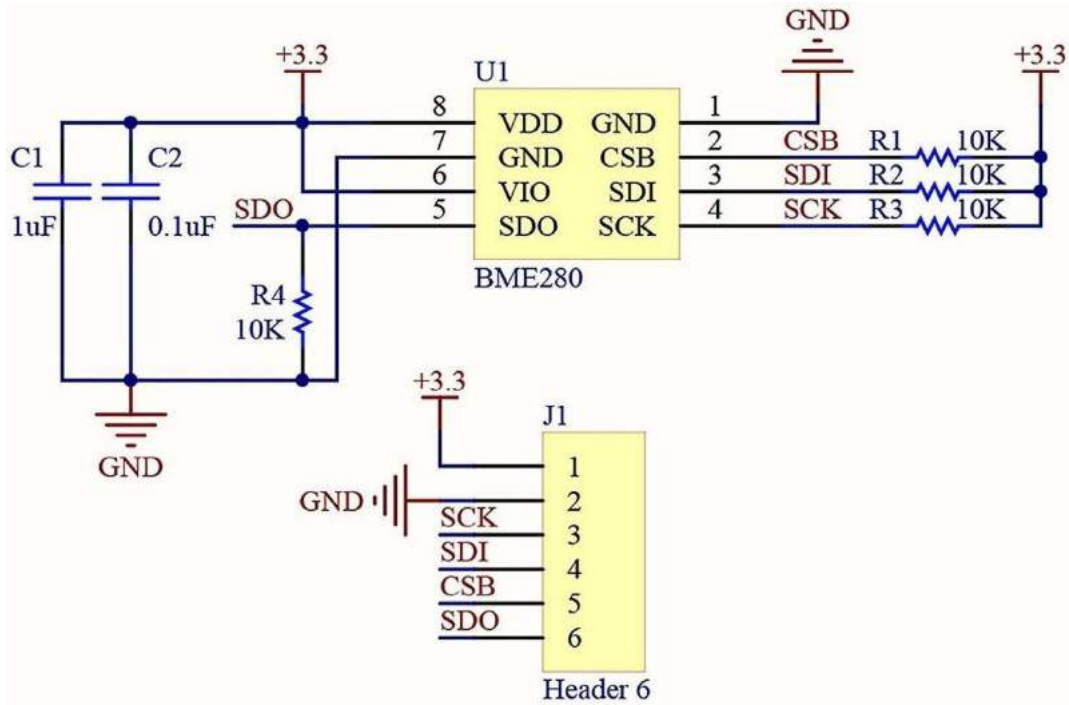 GND
+3.3
+3.3
U1
8 VDD GND 1
7 GND CSB 2 CSB R1 10K
6 VIO SDI 3 SDI R2 10K
5 SDO SCK 4 SCK R3 10K
SDO
BME280
C1 C2
1uF 0.1uF
R4
10K
GND
+3.3
J1
1
GND 2
SCK 3
SDI 4
CSB 5
SDO 6
Header 6